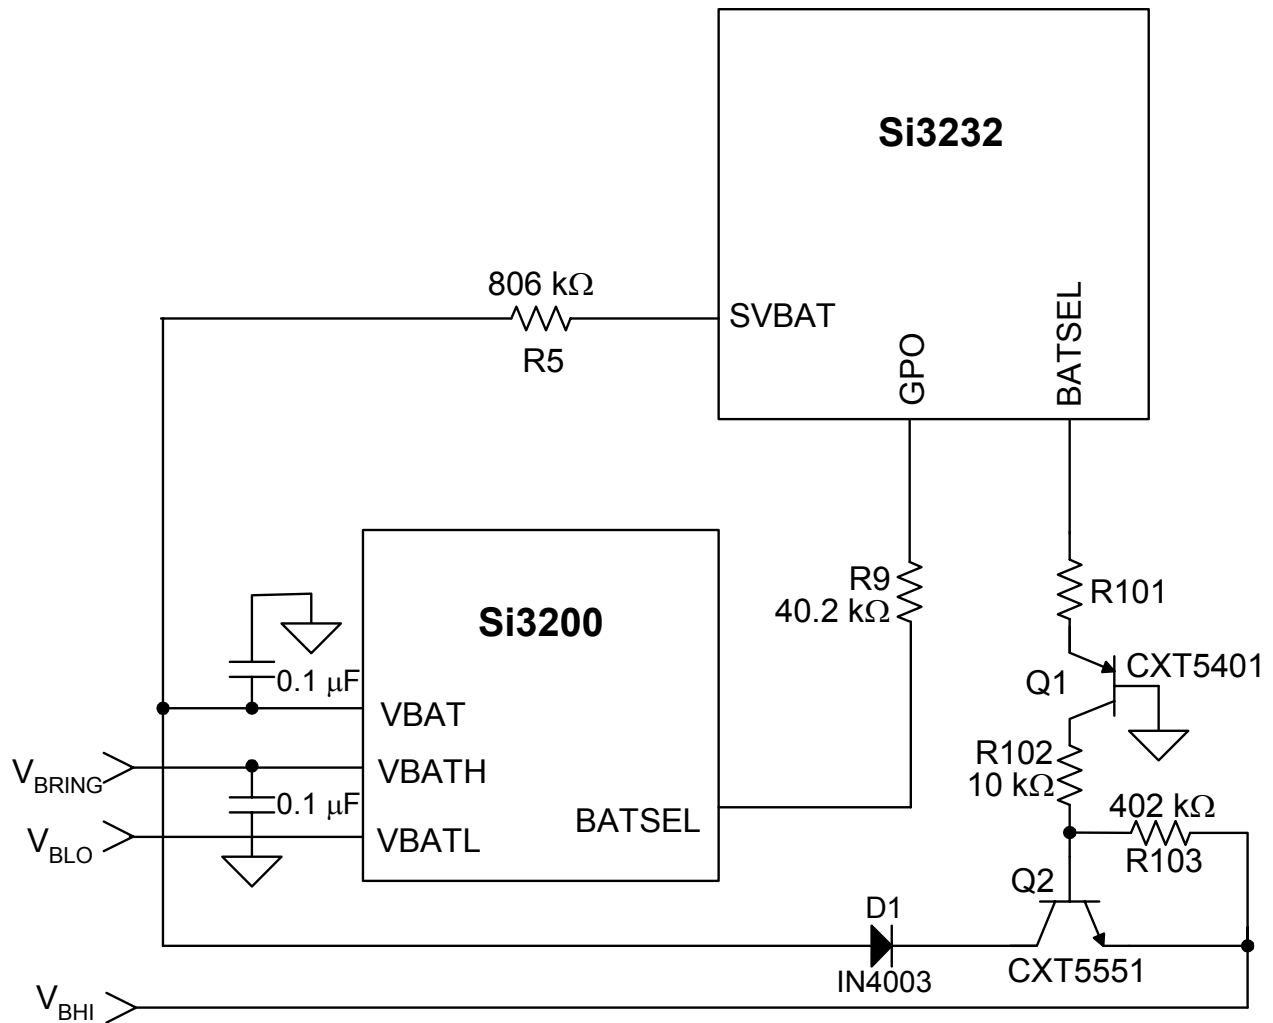 Si3232
806 kΩ
R5
SVBAT
GPO
BATSEL
R9
40.2 kΩ
R101
Si3200
0.1 μF
CXT5401
Q1
VBAT
R102
10 kΩ
VBRING
VBATH
0.1 μF
402 kΩ
BATSEL
VBLO
VBATL
R103
Q2
D1
IN4003
CXT5551
VBHI